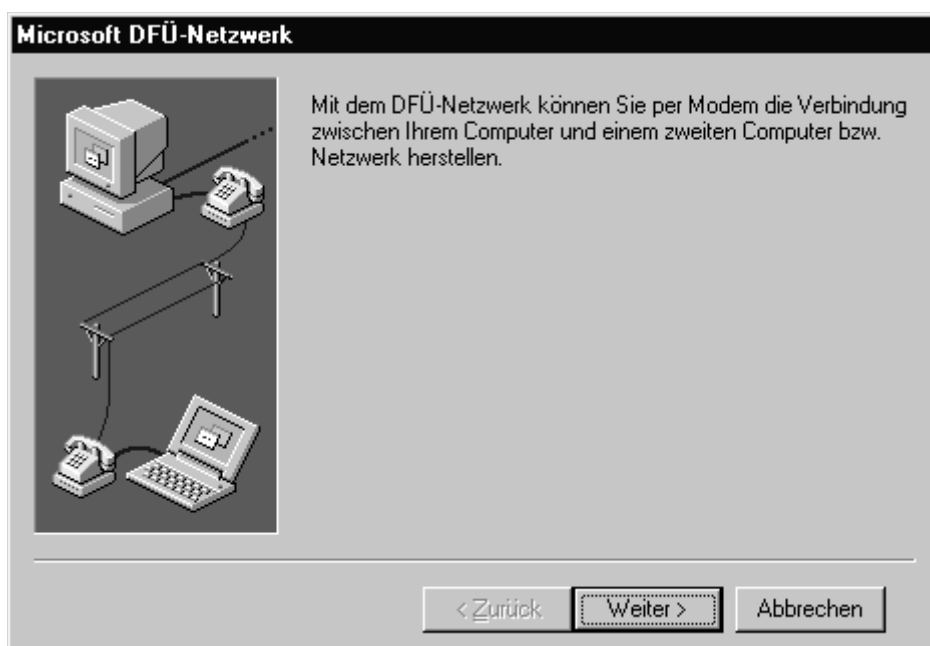 Microsoft DFÜ-Netzwerk
Mit dem DFÜ-Netzwerk können Sie per Modem die Verbindung
zwischen Ihrem Computer und einem zweiten Computer bzw.
Netzwerk herstellen.
< Zurück Weiter > Abbrechen